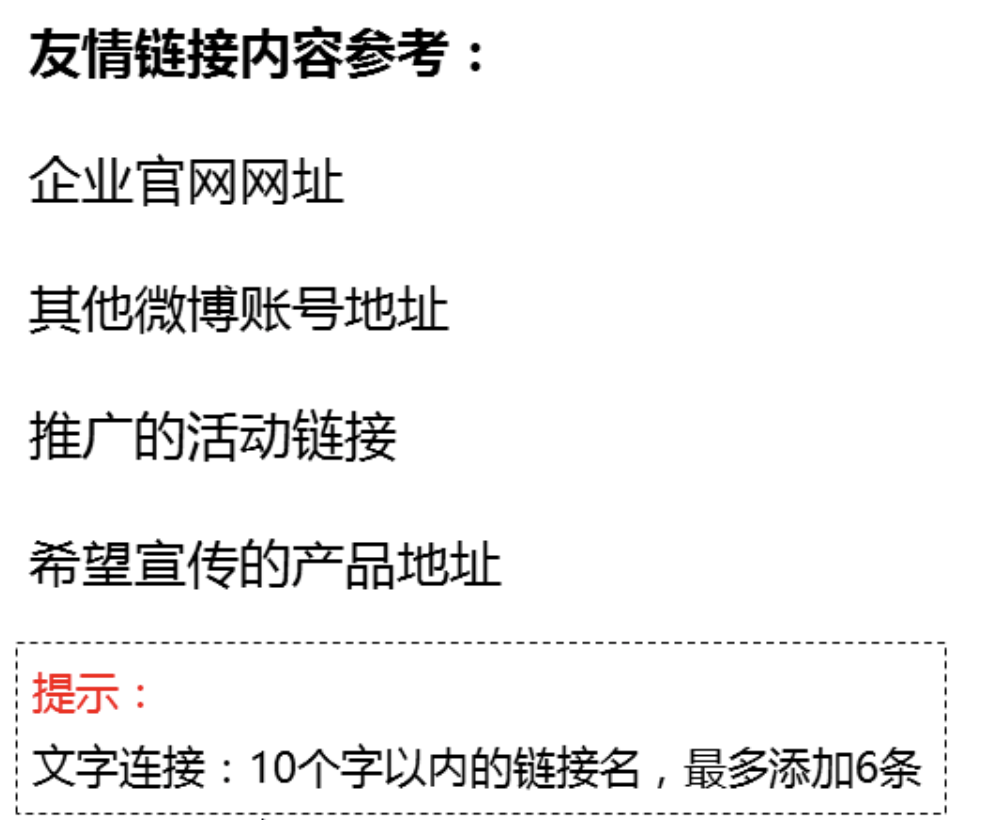 友情链接内容参考：
企业官网网址
其他微博账号地址
推广的活动链接
希望宣传的产品地址
提示：
文字连接：10个字以内的链接名，最多添加6条